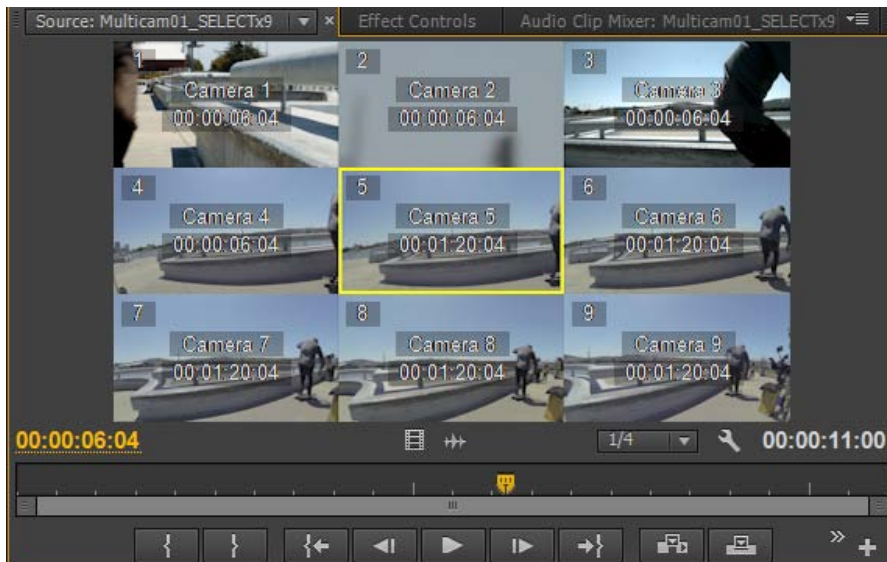 Source: Multicam01_SELECTx9
Effect Controls
Audio Clip Mixer: Multicam01_SELECTx9
1
Camera 1
00:00:06:04
2
Camera 2
00:00:06:04
3
Camera 3
00:00:06:04
4
Camera 4
00:00:06:04
5
Camera 5
00:01:20:04
6
Camera 6
00:01:20:04
7
Camera 7
00:01:20:04
8
Camera 8
00:01:20:04
9
Camera 9
00:01:20:04
00:00:06:04
1/4
00:00:11:00